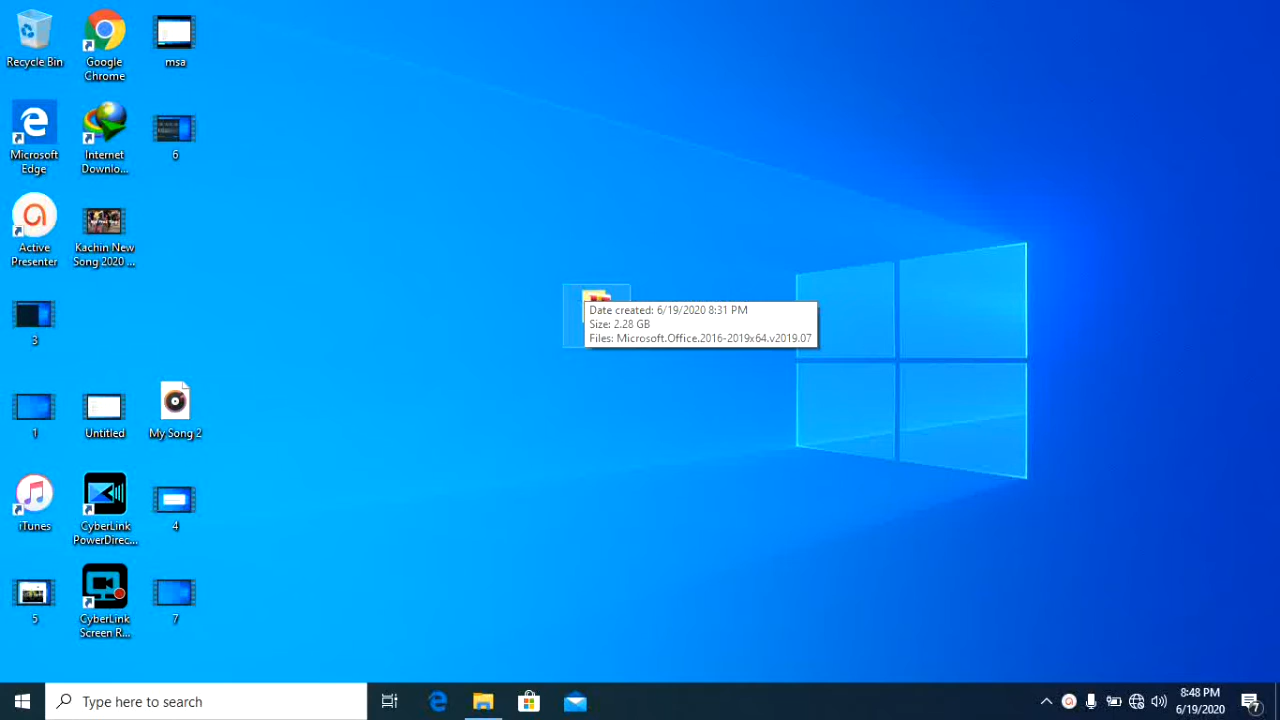 Recycle Bin
Google
Chrome
msa
Microsoft
Edge
Internet
Downlo...
6
Active
Presenter
Kachin New
Song 2020 ...
3
1
Untitled
My Song 2
iTunes
CyberLink
PowerDirec...
4
5
CyberLink
Screen R...
7
Date created: 6/19/2020 8:31 PM
Size: 2.28 GB
Files: Microsoft.Office.2016-2019x64.v2019.07
Type here to search
8:48 PM
6/19/2020
7